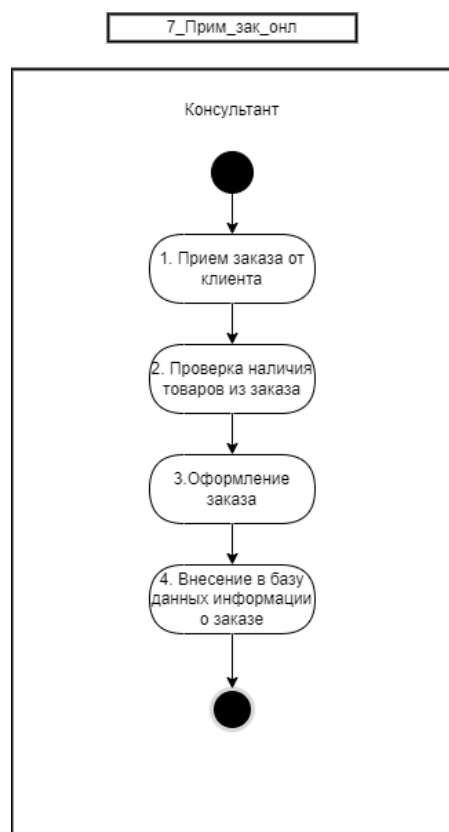 7_Прим_зак_онл
Консультант
1. Прием заказа от
клиента
2. Проверка наличия
товаров из заказа
3.Оформление
заказа
4. Внесение в базу
данных информации
о заказе